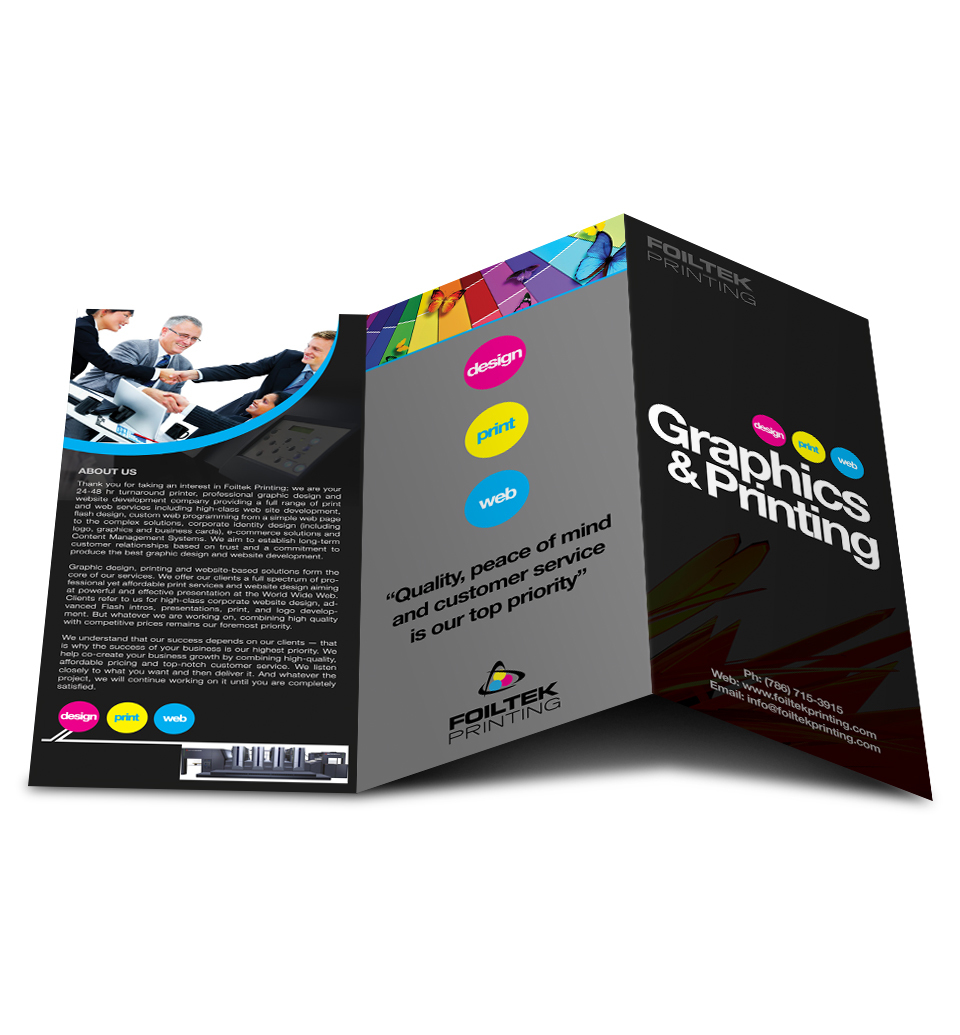 ABOUT US
Thank you for taking an interest in Foiltek Printing; we are your
24-48 hr turnaround printer, professional graphic design and
website development company providing a full range of print
and web services including high-class web site development,
flash design, custom web programming from a simple web page
to the complex solutions, corporate identity design (including
logo, graphics and business cards), e-commerce solutions and
Content Management Systems. We aim to establish long-term
customer relationships based on trust and a commitment to
produce the best graphic design and website development.
Graphic design, printing and website-based solutions form the
core of our services. We offer our clients a full spectrum of pro-
fessional yet affordable print services and website design aiming
at powerful and effective presentation at the World Wide Web.
Clients refer to us for high-class corporate website design, ad-
vanced Flash intros, presentations, print, and logo develop-
ment. But whatever we are working on, combining high quality
with competitive prices remains our foremost priority.
We understand that our success depends on our clients — that
is why the success of your business is our highest priority. We
help co-create your business growth by combining high-quality,
affordable pricing and top-notch customer service. We listen
closely to what you want and then deliver it. And whatever the
project, we will continue working on it until you are completely
satisfied.
design print web
design
print
web
“Quality, peace of mind
and customer service
is our top priority”
FOILTEK
PRINTING
FOILTEK
PRINTING
design print web
Graphics
& Printing
Ph: (786) 715-3915
Web: www.foiltekprinting.com
Email: info@foiltekprinting.com